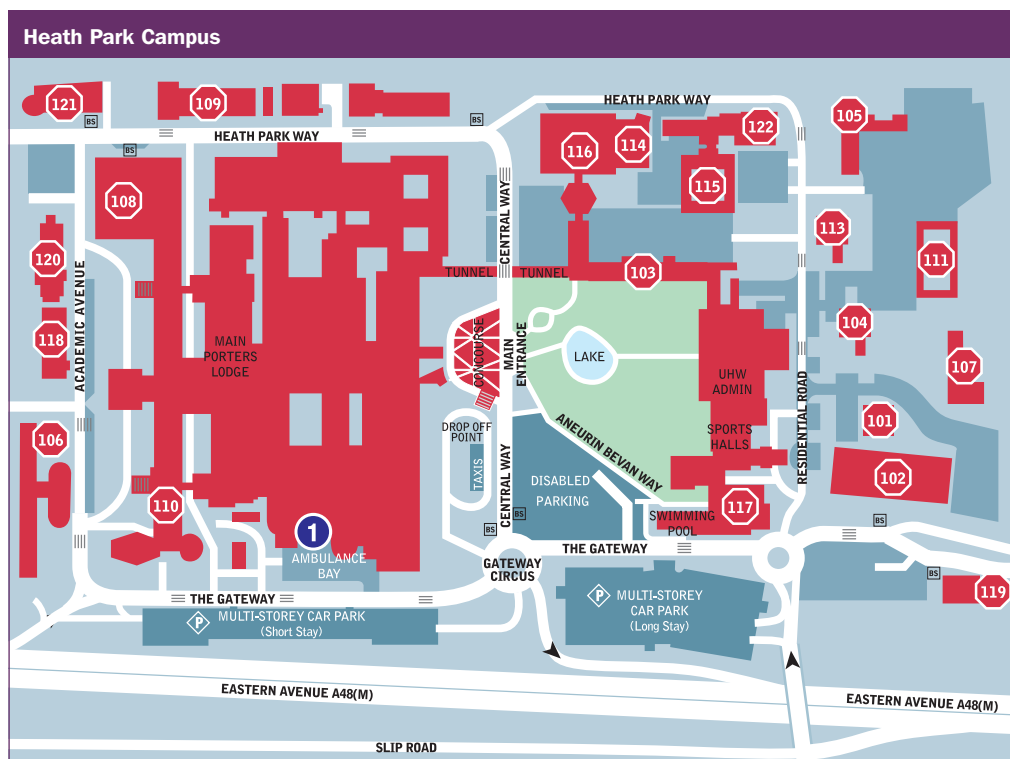 Heath Park Campus
121
109
BS
BS
HEATH PARK WAY
BS
HEATH PARK WAY
105
122
114
116
115
108
CENTRAL WAY
113
120
111
TUNNEL
TUNNEL
103
ACADEMIC AVENUE
118
MAIN
PORTERS
LODGE
CONCOURSE
MAIN
ENTRANCE
LAKE
104
107
UHW
ADMIN
RESIDENTIAL ROAD
101
106
DROP OFF
POINT
TAXIS
CENTRAL WAY
ANEURIN BEVAN WAY
SPORTS
HALLS
DISABLED
PARKING
102
110
1
AMBULANCE
BAY
BS
BS
117
SWIMMING
POOL
BS
THE GATEWAY
GATEWAY
CIRCUS
BS
119
THE GATEWAY
P
MULTI-STOREY CAR PARK
(Short Stay)
P
MULTI-STOREY
CAR PARK
(Long Stay)
EASTERN AVENUE A48(M)
EASTERN AVENUE A48(M)
SLIP ROAD